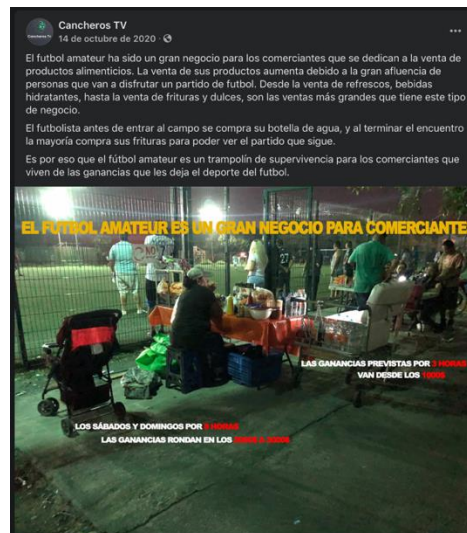 Cancheros TV
14 de octubre de 2020
El futbol amateur ha sido un gran negocio para los comerciantes que se dedican a la venta de
productos alimenticios. La venta de sus productos aumenta debido a la gran afluencia de
personas que van a disfrutar un partido de futbol. Desde la venta de refrescos, bebidas
hidratantes, hasta la venta de frituras y dulces, son las ventas más grandes que tiene este tipo
de negocio.
El futbolista antes de entrar al campo se compra su botella de agua, y al terminar el encuentro
la mayoría compra sus frituras para poder ver el partido que sigue.
Es por eso que el fútbol amateur es un trampolín de supervivencia para los comerciantes que
viven de las ganancias que les deja el deporte del futbol.
EL FUTBOL AMATEUR ES UN GRAN NEGOCIO PARA COMERCIANTE
27
LAS GANANCIAS PREVISTAS POR 3 HORAS
VAN DESDE LOS 1000$
LOS SÁBADOS Y DOMINGOS POR HORAS
LAS GANANCIAS RONDAN EN LOS